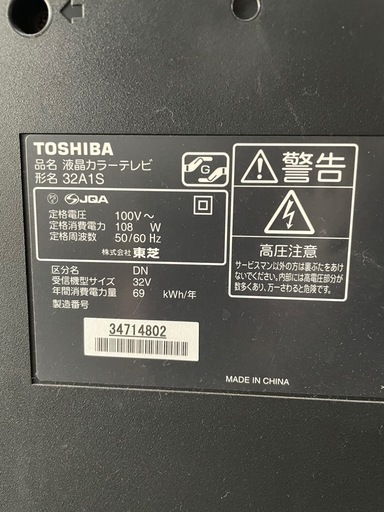 TOSHIBA
品名 液晶カラーテレビ
形名 32A1S
G
JQA
定格電圧 100V～
定格消費電力 108 W
定格周波数 50/60 Hz
株式会社 東芝
区分名 DN
受信機型サイズ 32V
年間消費電力量 69 kWh/年
製造番号
34714802
警告
高圧注意
サービスマン以外の方は裏ぶたをあけ
ないでください。内部には高電圧部分が
数多くあり、万一さわると危険です。
MADE IN CHINA